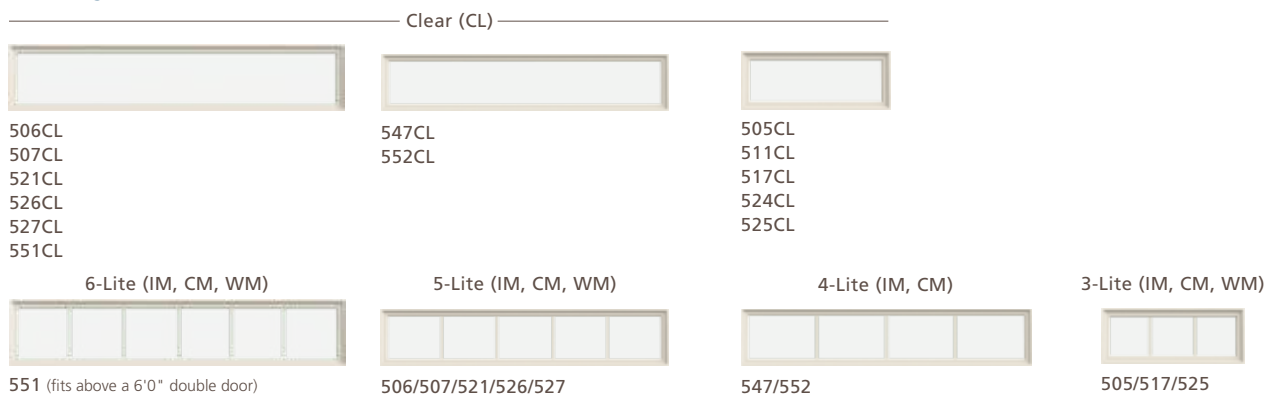 Clear (CL)
506CL
507CL
521CL
526CL
527CL
551CL
547CL
552CL
505CL
511CL
517CL
524CL
525CL
6-Lite (IM, CM, WM)
551 (fits above a 6'0" double door)
5-Lite (IM, CM, WM)
506/507/521/526/527
4-Lite (IM, CM)
547/552
3-Lite (IM, CM, WM)
505/517/525